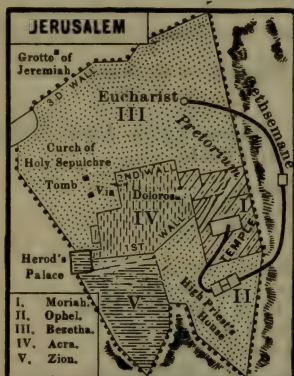 JERUSALEM
Grotto of
Jeremiah
3D WALL
Gethsemane
Eucharist
III
Pretorium
Curch of
Holy Sepulchre
Tomb
Via
2ND WALL
Doloros.
IV
I
TEMPLE
1ST
WALL
Herod's
Palace
V
High Priest's
House
II
I. Moriah.
II. Ophel.
III. Bezetha.
IV. Acra.
V. Zion.